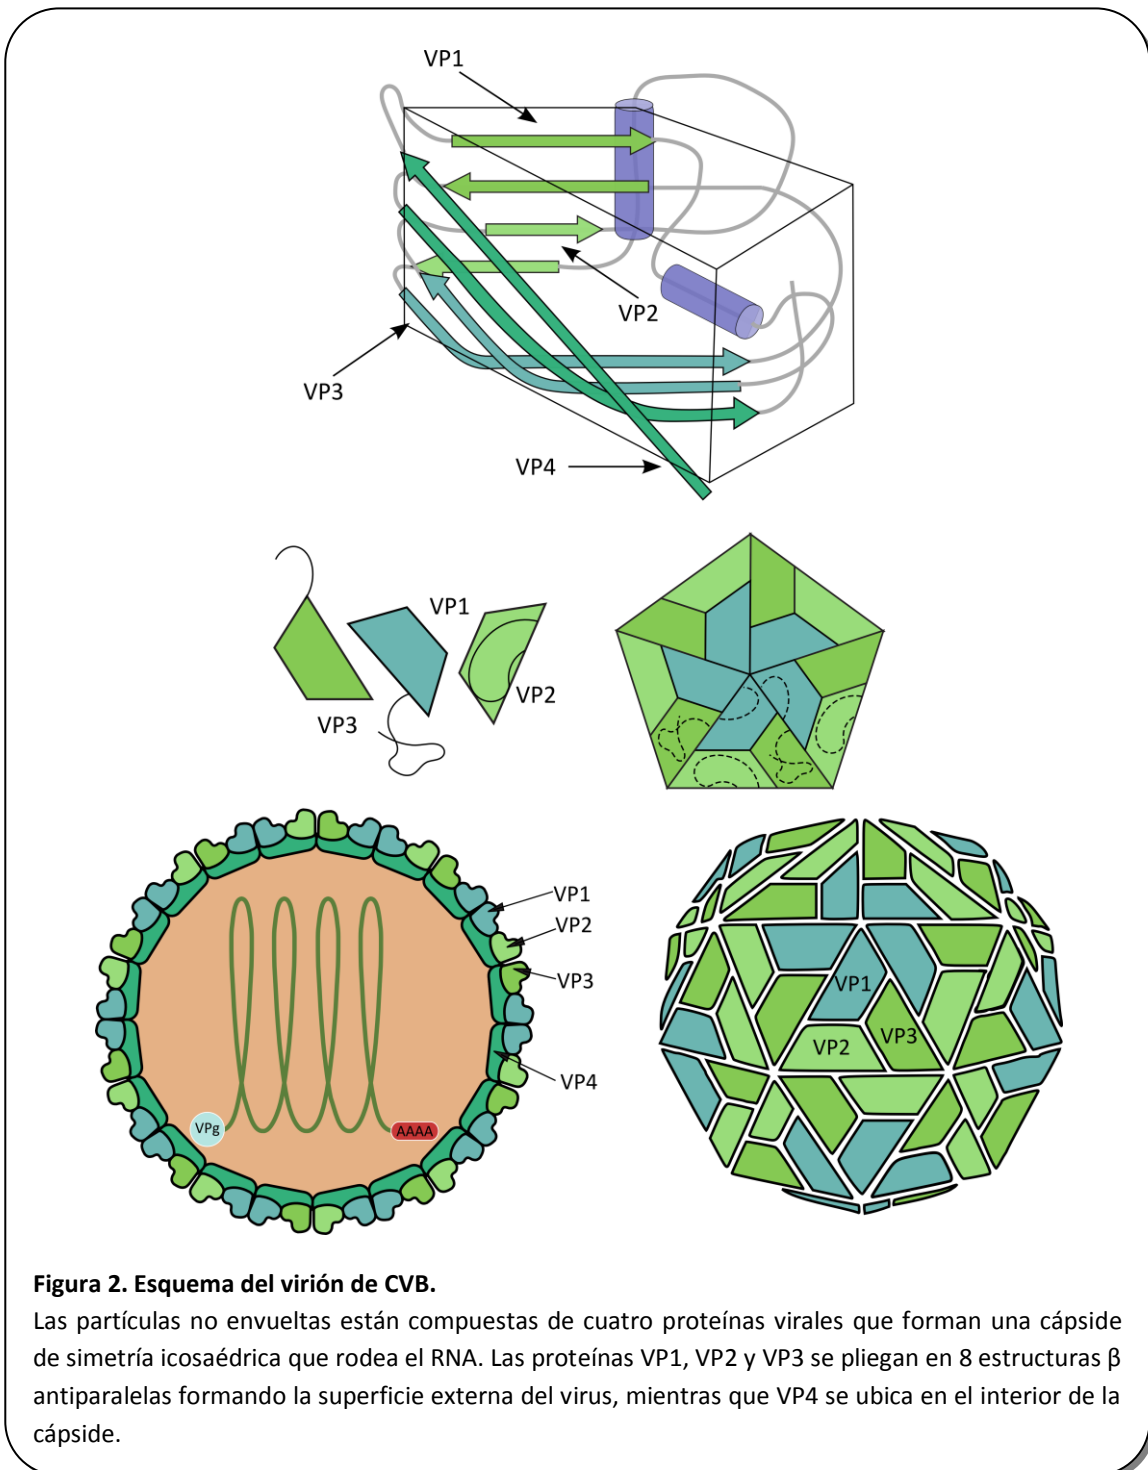 VP1
VP2
VP3
VP4
VP1
VP2
VP3
VP1
VP2
VP3
VP4
VPg
AAAA
VP1
VP3
VP2
Figura 2. Esquema del virión de CVB.
Las partículas no envueltas están compuestas de cuatro proteínas virales que forman una cápside
de simetría icosaédrica que rodea el RNA. Las proteínas VP1, VP2 y VP3 se pliegan en 8 estructuras β
antiparalelas formando la superficie externa del virus, mientras que VP4 se ubica en el interior de la
cápside.